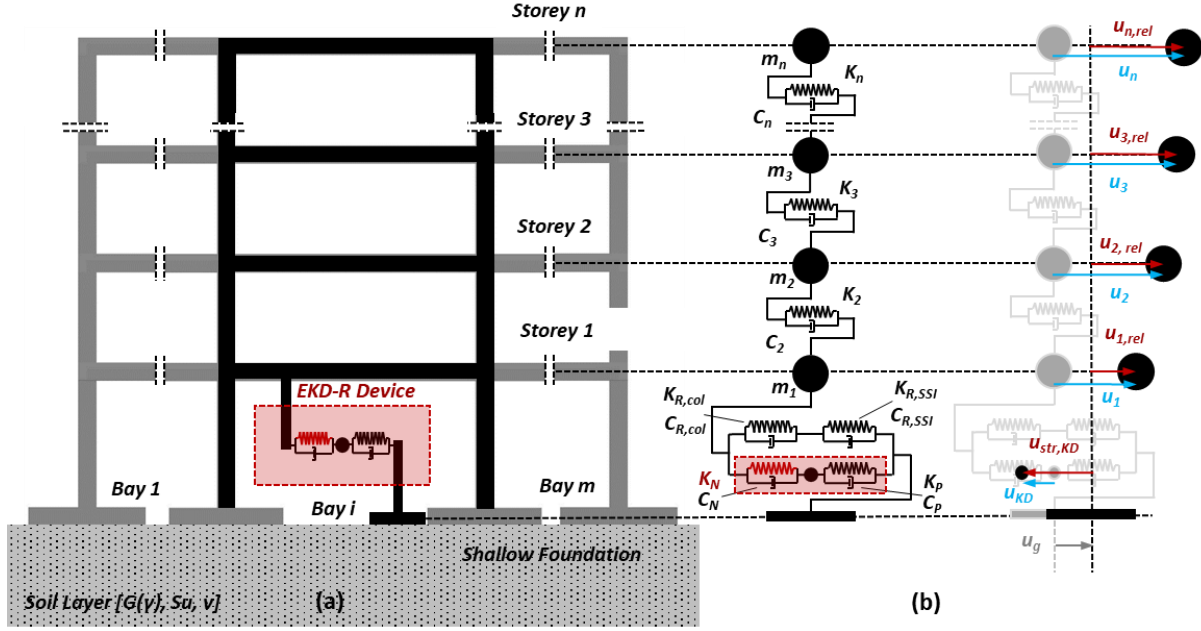 Storey n
Storey 3
Storey 2
Storey 1
EKD-R Device
Bay 1
Bay i
Bay m
Shallow Foundation
Soil Layer [G(γ), Su, ν]
(a)
m_n
K_n
C_n
m_3
K_3
C_3
m_2
K_2
C_2
m_1
K_R,col
C_R,col
K_R,SSI
C_R,SSI
K_N
C_N
K_P
C_P
(b)
u_n,rel
u_n
u_3,rel
u_3
u_2, rel
u_2
u_1,rel
u_1
u_str,KD
u_KD
u_g